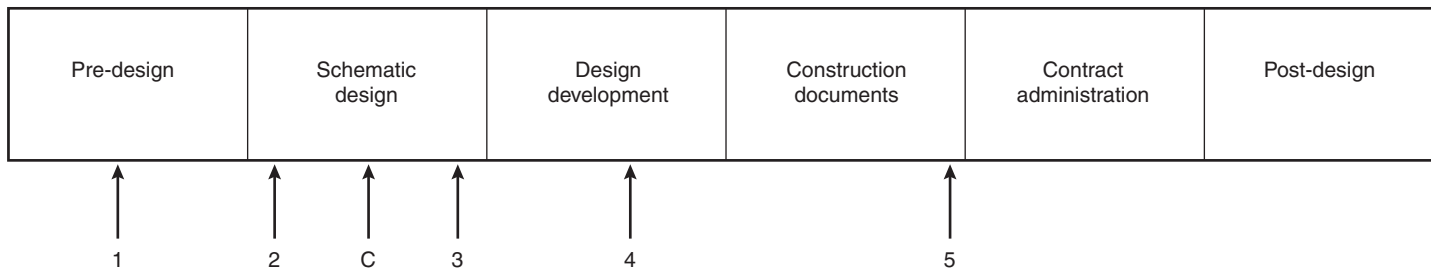 Pre-design
Schematic
design
Design
development
Construction
documents
Contract
administration
Post-design
1
2
C
3
4
5